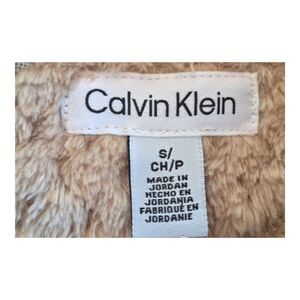 Calvin Klein
S/
CH/P
MADE IN
JORDAN
HECHO EN
JORDANIA
FABRIQUÉ EN
JORDANIE